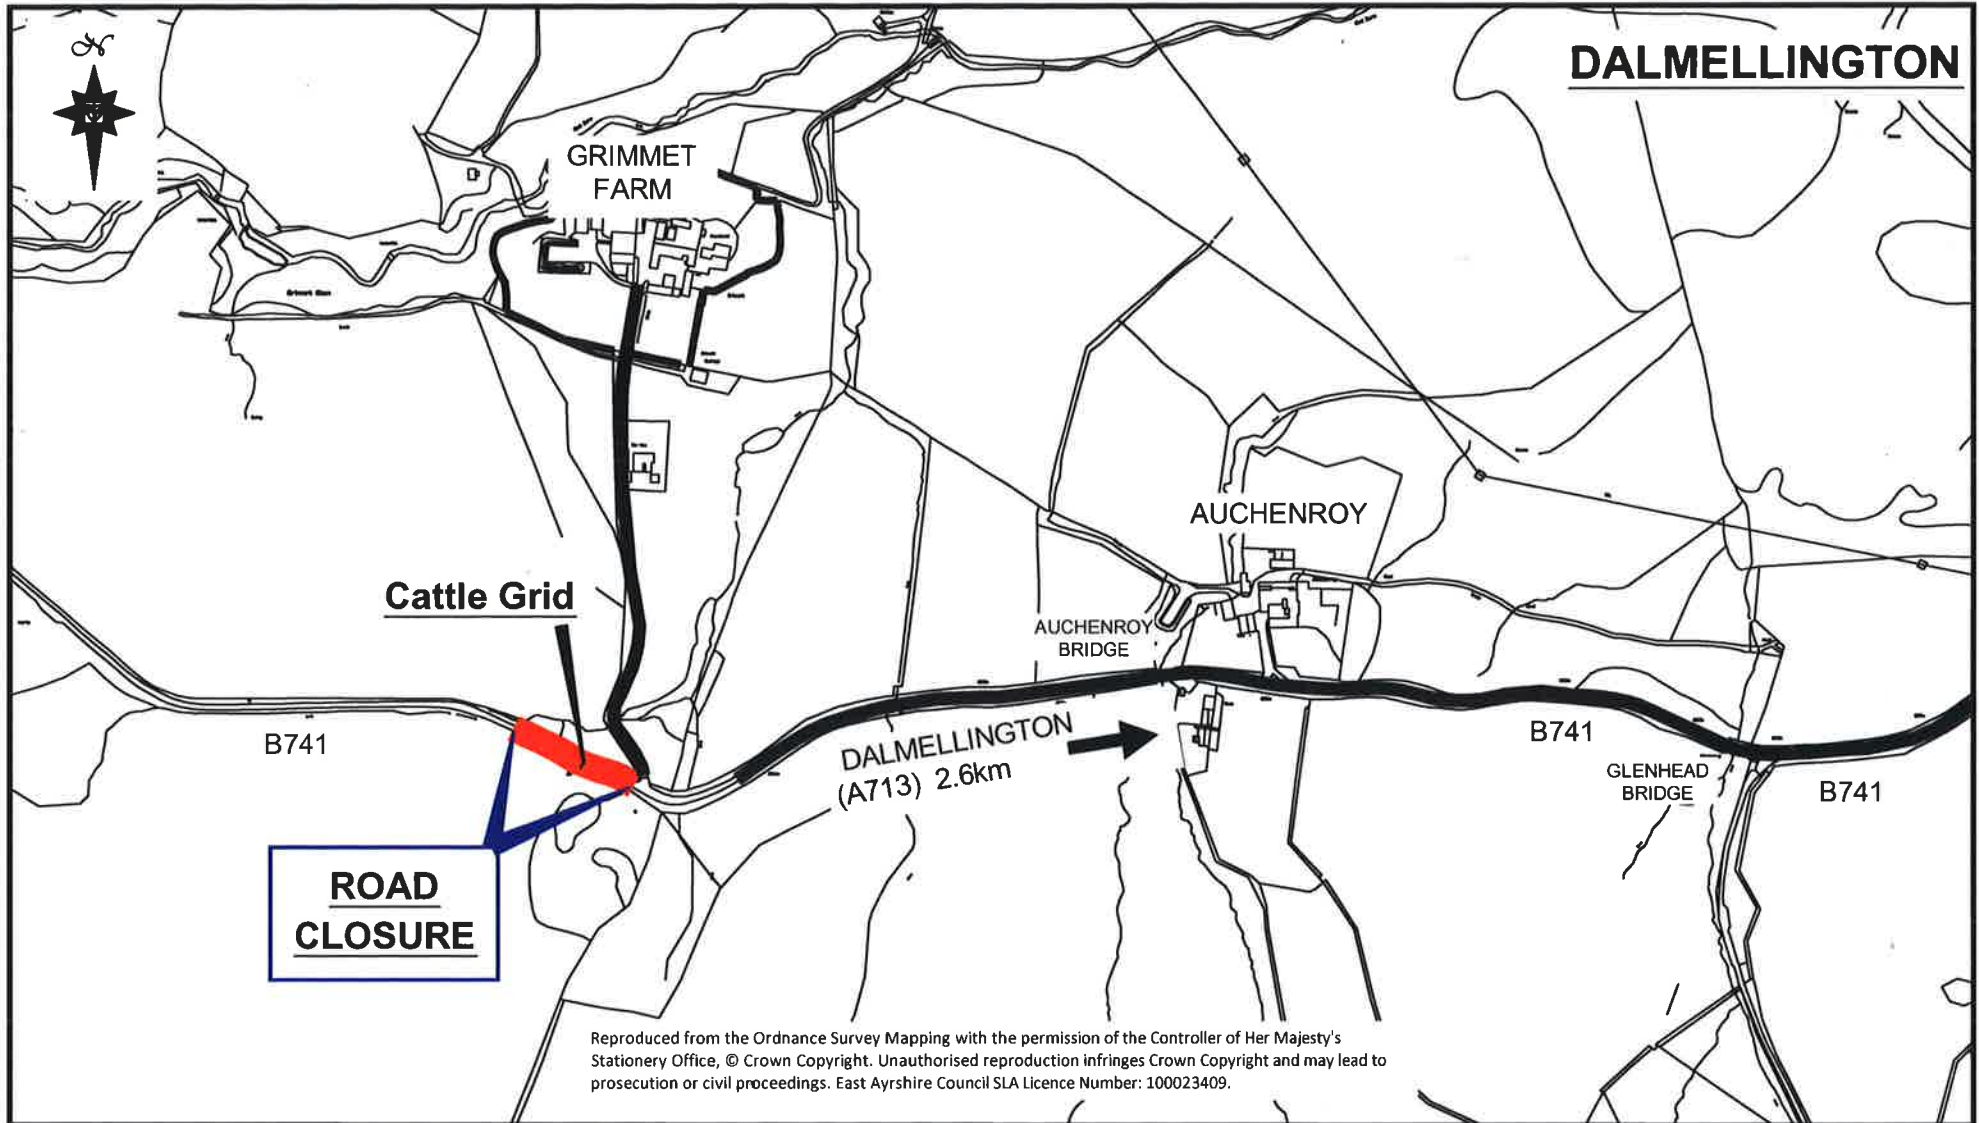 N
DALMELLINGTON
GRIMMET
FARM
AUCHENROY
Cattle Grid
AUCHENROY
BRIDGE
B741
DALMELLINGTON
(A713) 2.6km
B741
GLENHEAD
BRIDGE
B741
ROAD
CLOSURE
Reproduced from the Ordnance Survey Mapping with the permission of the Controller of Her Majesty's
Stationery Office, © Crown Copyright. Unauthorised reproduction infringes Crown Copyright and may lead to
prosecution or civil proceedings. East Ayrshire Council SLA Licence Number: 100023409.